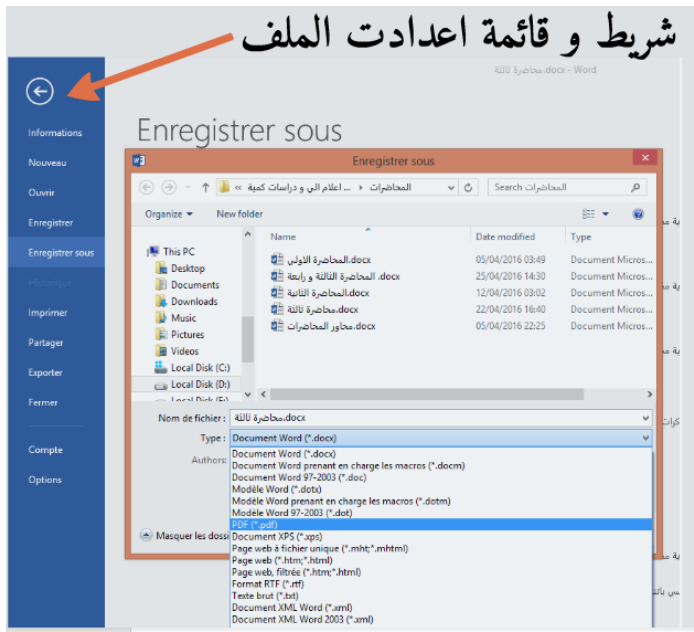 شريط و قائمة اعدادت الملف
محاضرة ثالثة.docx - Word
Enregistrer sous
Informations
Nouveau
Ouvrir
Enregistrer
Enregistrer sous
Historique
Imprimer
Partager
Exporter
Fermer
Compte
Options
Enregistrer sous
« اعلام الي و دراسات كمية ... ▸ المحاضرات
Search المحاضرات
Organize
New folder
Name Date modified Type
This PC
Desktop
Documents
Downloads
Music
Pictures
Videos
Local Disk (C:)
Local Disk (D:)
Local Disk (E:)
المحاضرة الاولى.docx 05/04/2016 03:49 Document Micros...
المحاضرة الثالثة و رابعة.docx 25/04/2016 14:30 Document Micros...
المحاضرة الثانية.docx 12/04/2016 03:02 Document Micros...
محاضرة ثالثة.docx 22/04/2016 16:40 Document Micros...
محاور المحاضرات.docx 05/04/2016 22:25 Document Micros...
Nom de fichier : محاضرة ثالثة.docx
Type : Document Word (*.docx)
Authors:
Document Word (*.docx)
Document Word prenant en charge les macros (*.docm)
Document Word 97-2003 (*.doc)
Modèle Word (*.dotx)
Modèle Word prenant en charge les macros (*.dotm)
Modèle Word 97-2003 (*.dot)
PDF (*.pdf)
Document XPS (*.xps)
Page web à fichier unique (*.mht;*.mhtml)
Page web (*.htm;*.html)
Page web, filtrée (*.htm;*.html)
Format RTF (*.rtf)
Texte brut (*.txt)
Document XML Word (*.xml)
Document XML Word 2003 (*.xml)
Masquer les dossi